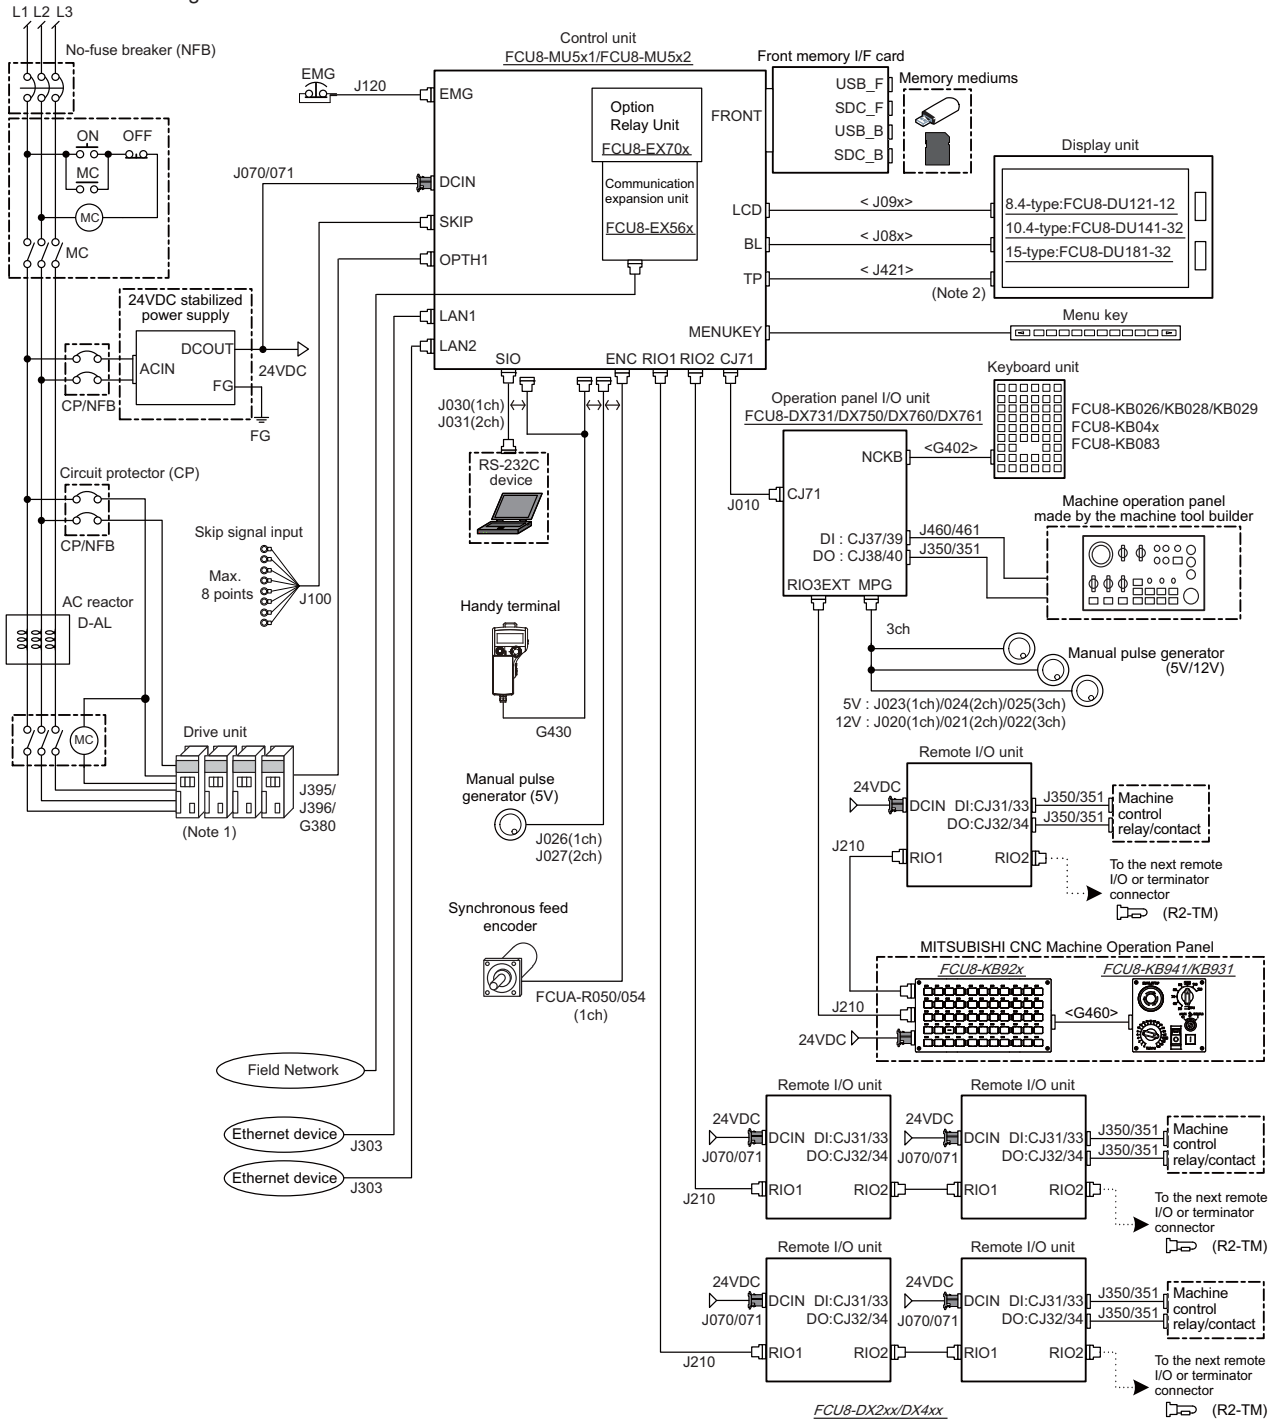 L1 L2 L3
No-fuse breaker (NFB)
ON OFF
MC
MC
MC
J070/071
24VDC stabilized
power supply
DCOUT
ACIN
FG
24VDC
FG
CP/NFB
Circuit protector (CP)
CP/NFB
Skip signal input
Max.
8 points
J100
AC reactor
D-AL
MC
Drive unit
(Note 1)
J395/
J396/
G380
EMG
J120
Control unit
FCU8-MU5x1/FCU8-MU5x2
EMG
DCIN
SKIP
OPTH1
LAN1
LAN2
Option
Relay Unit
FCU8-EX70x
Communication
expansion unit
FCU8-EX56x
FRONT
LCD
BL
TP
MENUKEY
SIO
ENC RIO1 RIO2 CJ71
Front memory I/F card
USB_F
SDC_F
USB_B
SDC_B
Memory mediums
Display unit
8.4-type:FCU8-DU121-12
10.4-type:FCU8-DU141-32
15-type:FCU8-DU181-32
< J09x>
< J08x>
< J421>
(Note 2)
Menu key
Keyboard unit
FCU8-KB026/KB028/KB029
FCU8-KB04x
FCU8-KB083
Operation panel I/O unit
FCU8-DX731/DX750/DX760/DX761
NCKB
<G402>
CJ71
J010
DI : CJ37/39
DO : CJ38/40
J460/461
J350/351
RIO3EXT MPG
Machine operation panel
made by the machine tool builder
3ch
Manual pulse generator
(5V/12V)
5V : J023(1ch)/024(2ch)/025(3ch)
12V : J020(1ch)/021(2ch)/022(3ch)
J030(1ch)
J031(2ch)
RS-232C
device
Handy terminal
G430
Manual pulse
generator (5V)
J026(1ch)
J027(2ch)
Synchronous feed
encoder
FCUA-R050/054
(1ch)
Field Network
Ethernet device
J303
Ethernet device
J303
Remote I/O unit
24VDC
DCIN DI:CJ31/33
DO:CJ32/34
J350/351
J350/351
Machine
control
relay/contact
J210
RIO1 RIO2
To the next remote
I/O or terminator
connector
(R2-TM)
MITSUBISHI CNC Machine Operation Panel
FCU8-KB92x
FCU8-KB941/KB931
J210
<G460>
24VDC
Remote I/O unit
Remote I/O unit
24VDC
DCIN DI:CJ31/33
J070/071
DO:CJ32/34
24VDC
DCIN DI:CJ31/33
J070/071
DO:CJ32/34
J350/351
J350/351
Machine
control
relay/contact
J210
RIO1 RIO2
RIO1 RIO2
To the next remote
I/O or terminator
connector
(R2-TM)
Remote I/O unit
Remote I/O unit
24VDC
DCIN DI:CJ31/33
J070/071
DO:CJ32/34
24VDC
DCIN DI:CJ31/33
J070/071
DO:CJ32/34
J350/351
J350/351
Machine
control
relay/contact
J210
RIO1 RIO2
RIO1 RIO2
To the next remote
I/O or terminator
connector
(R2-TM)
FCU8-DX2xx/DX4xx